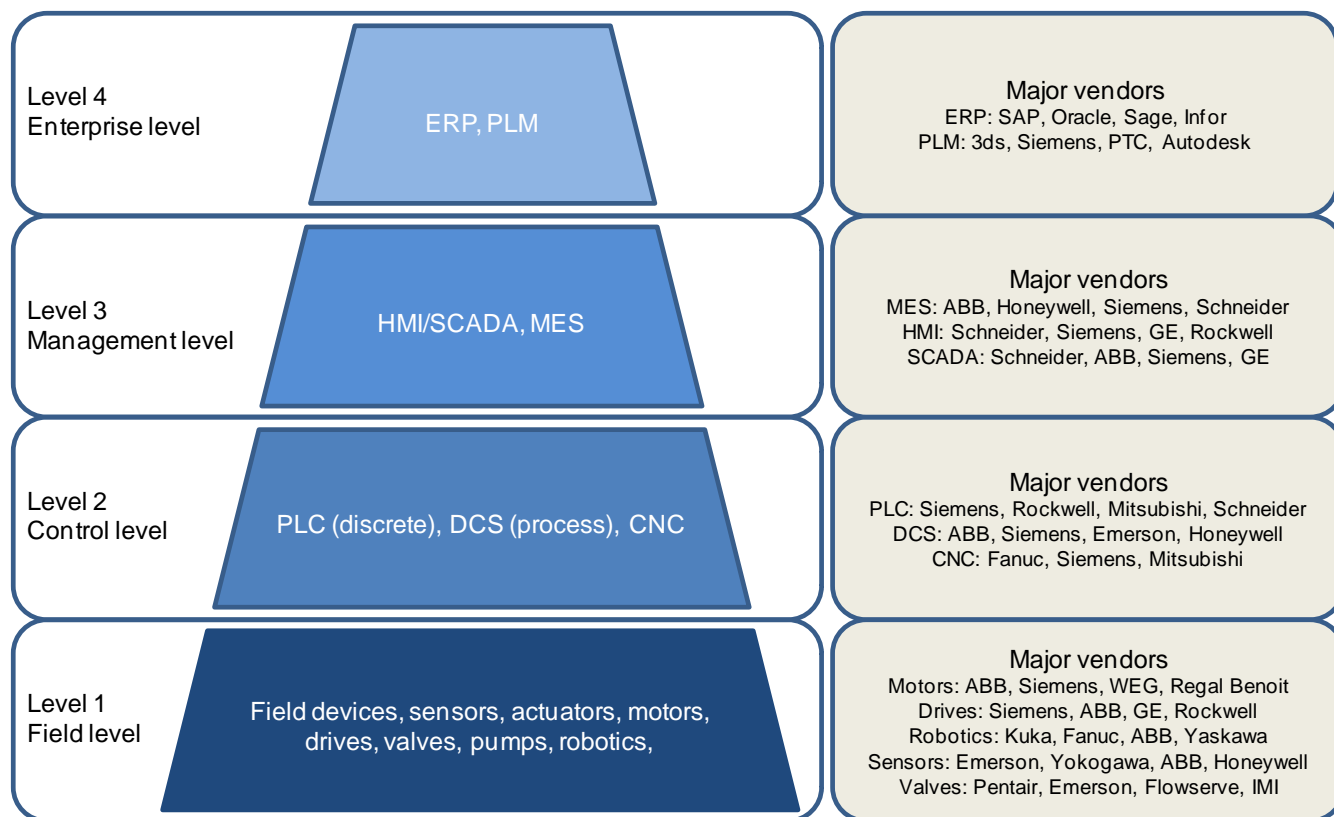 Level 4
Enterprise level
ERP, PLM
Major vendors
ERP: SAP, Oracle, Sage, Infor
PLM: 3ds, Siemens, PTC, Autodesk
Level 3
Management level
HMI/SCADA, MES
Major vendors
MES: ABB, Honeywell, Siemens, Schneider
HMI: Schneider, Siemens, GE, Rockwell
SCADA: Schneider, ABB, Siemens, GE
Level 2
Control level
PLC (discrete), DCS (process), CNC
Major vendors
PLC: Siemens, Rockwell, Mitsubishi, Schneider
DCS: ABB, Siemens, Emerson, Honeywell
CNC: Fanuc, Siemens, Mitsubishi
Level 1
Field level
Field devices, sensors, actuators, motors,
drives, valves, pumps, robotics,
Major vendors
Motors: ABB, Siemens, WEG, Regal Benoit
Drives: Siemens, ABB, GE, Rockwell
Robotics: Kuka, Fanuc, ABB, Yaskawa
Sensors: Emerson, Yokogawa, ABB, Honeywell
Valves: Pentair, Emerson, Flowserve, IMI